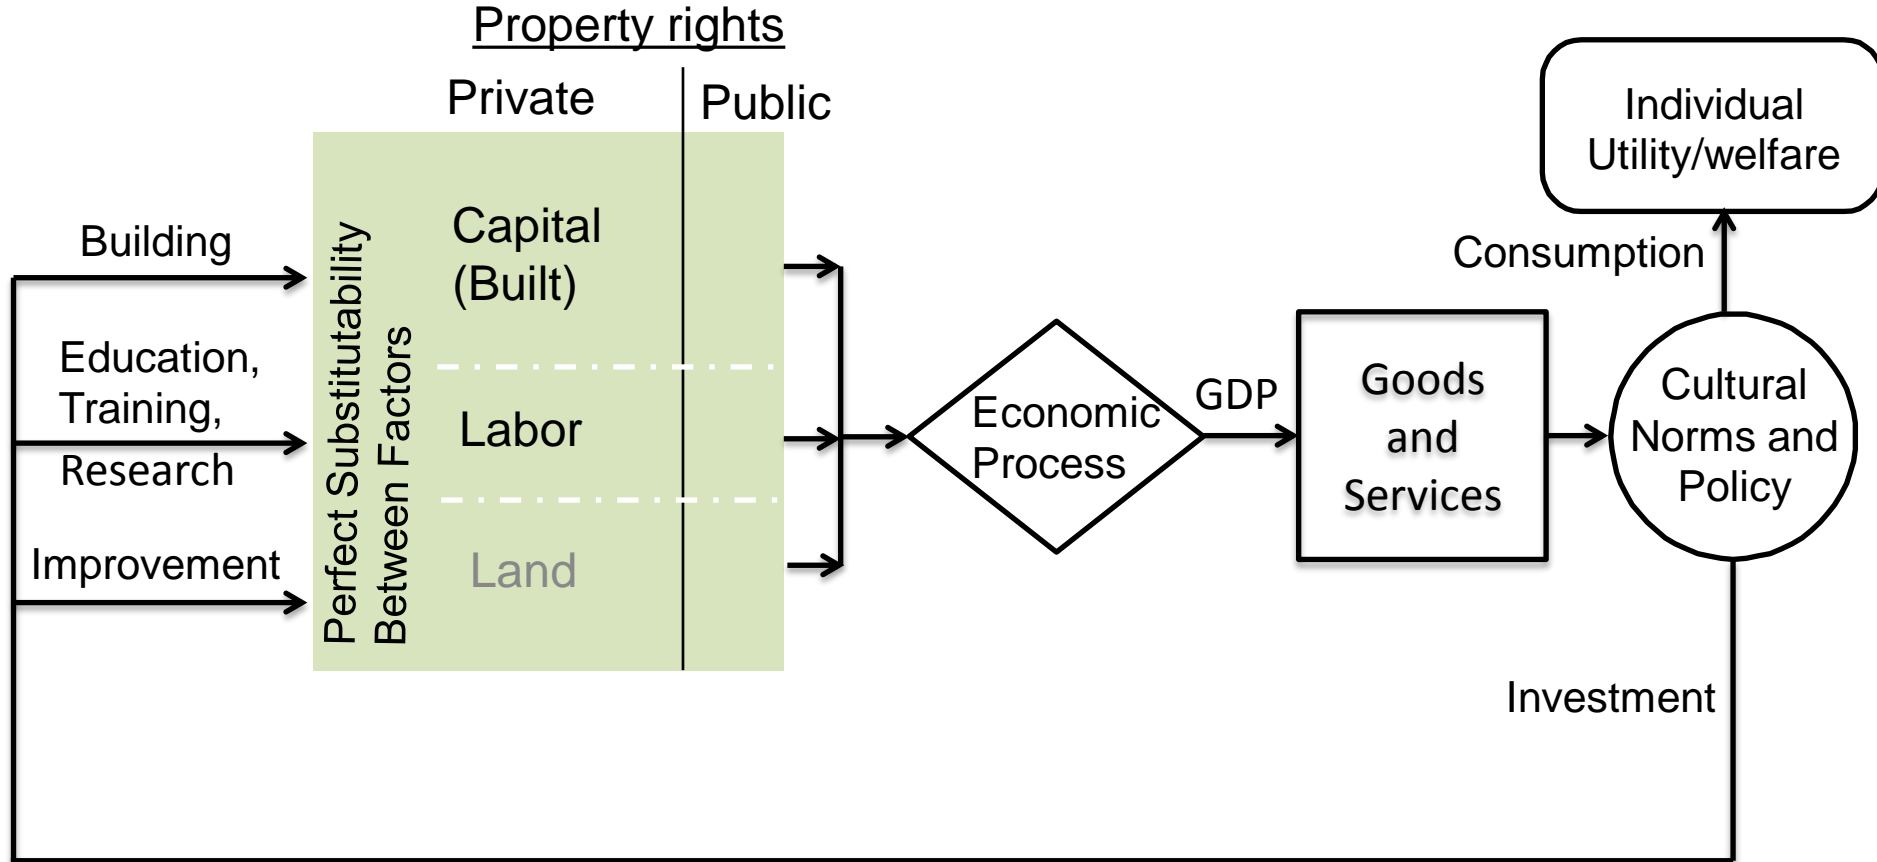 Property rights
Private
Public
Individual
Utility/welfare
Building
Capital
(Built)
Consumption
Perfect Substitutability
Between Factors
Education,
Training,
Research
Labor
Economic
Process
GDP
Goods
and
Services
Cultural
Norms and
Policy
Improvement
Land
Investment